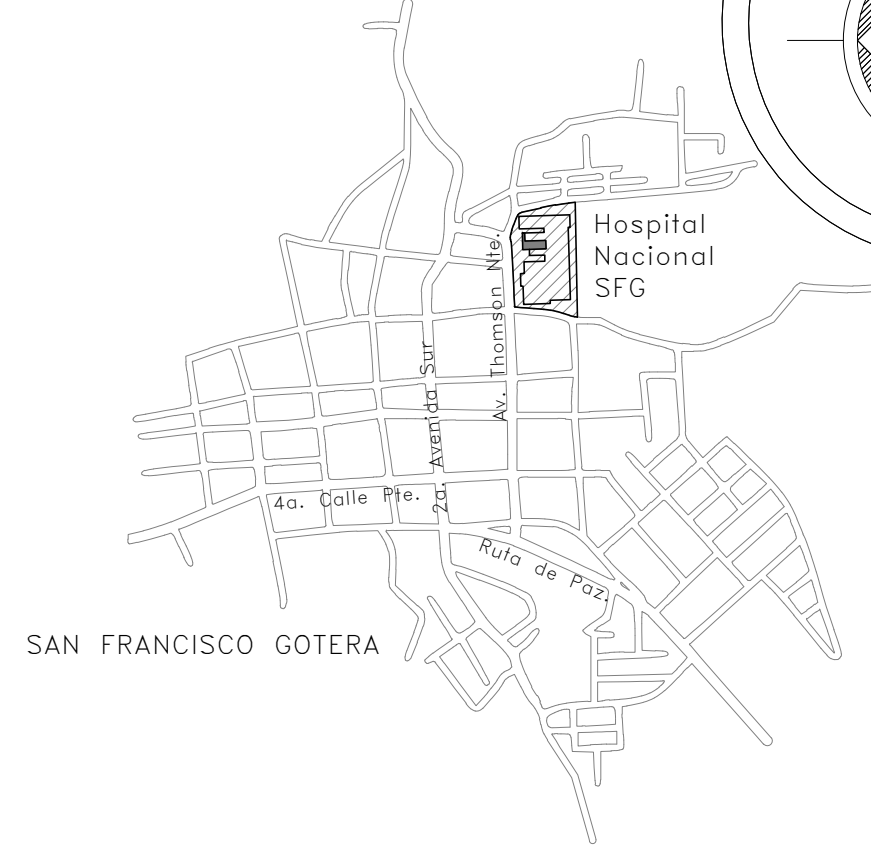 Hospital
Nacional
SFG
Av. Thomson Nte.
2a. Avenida Sur
4a. Calle Pte.
Ruta de Paz.
SAN FRANCISCO GOTERA